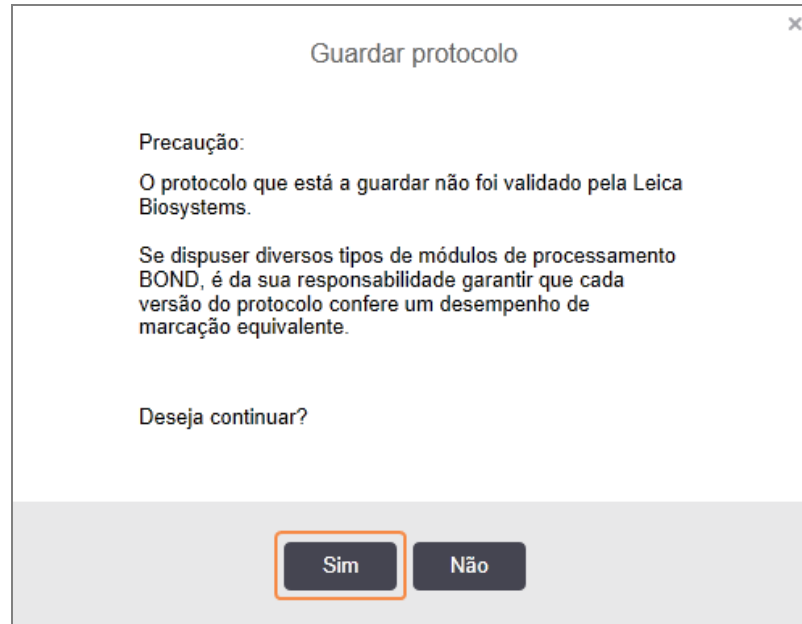 Guardar protocolo
Precaução:
O protocolo que está a guardar não foi validado pela Leica
Biosystems.
Se dispuser diversos tipos de módulos de processamento
BOND, é da sua responsabilidade garantir que cada
versão do protocolo confere um desempenho de
marcação equivalente.
Deseja continuar?
Sim
Não